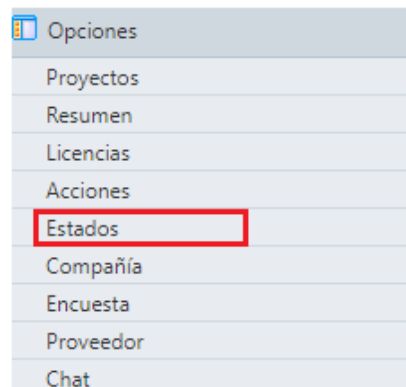 Opciones
Proyectos
Resumen
Licencias
Acciones
Estados
Compañía
Encuesta
Proveedor
Chat